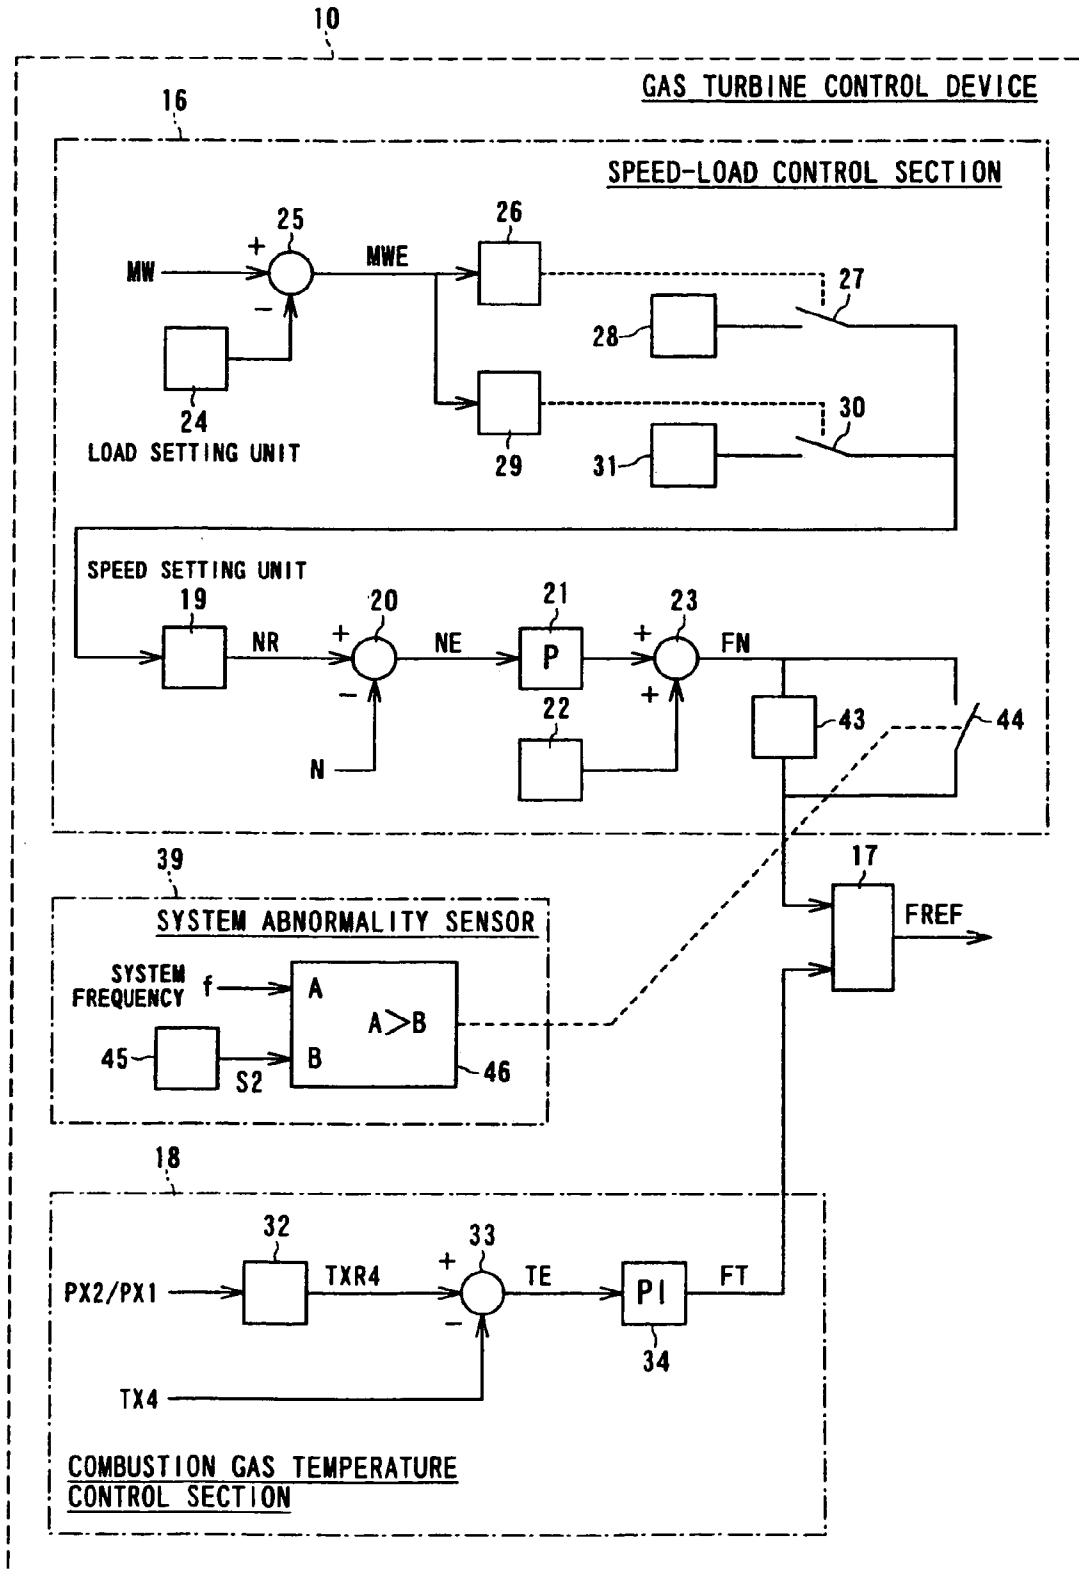 10
GAS TURBINE CONTROL DEVICE
16
SPEED-LOAD CONTROL SECTION
25
26
+
MW
MWE
27
−
28
24
LOAD SETTING UNIT
30
29
31
SPEED SETTING UNIT
19
20
21
23
NR
+
NE
P
+
FN
−
+
22
43
44
N
39
17
SYSTEM ABNORMALITY SENSOR
FREF
SYSTEM
FREQUENCY f
A
A>B
45
S2
B
46
18
32
33
+
PX2/PX1
TXR4
TE
PI
FT
−
34
TX4
COMBUSTION GAS TEMPERATURE
CONTROL SECTION